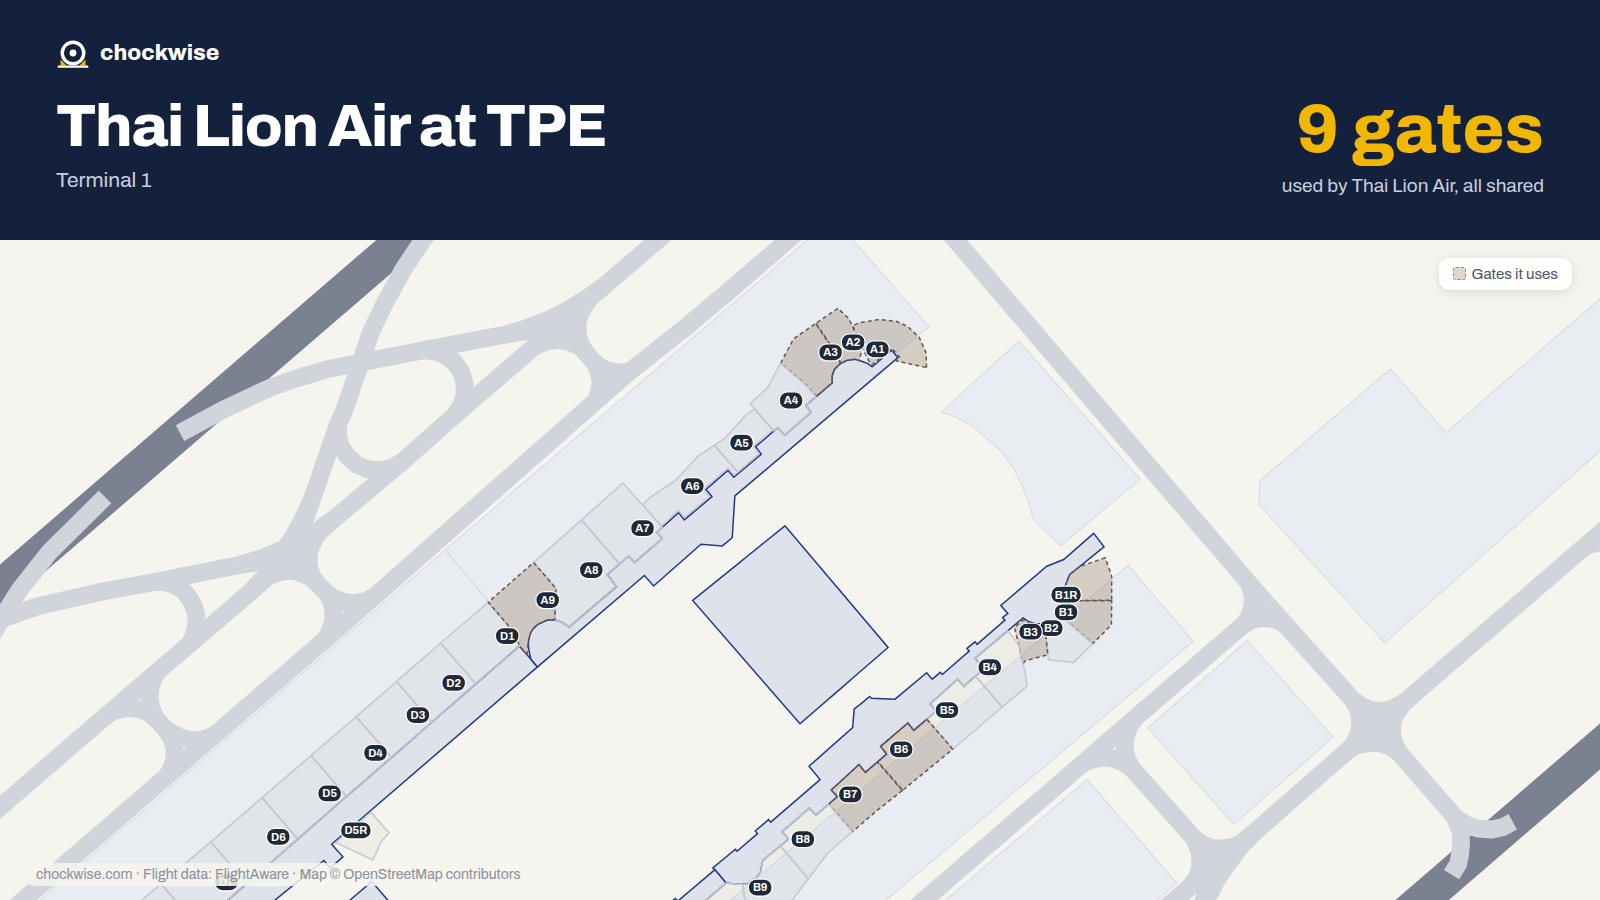 chockwise
Thai Lion Air at TPE
Terminal 1
9 gates
used by Thai Lion Air, all shared
Gates it uses
A1
A2
A3
A4
A5
A6
A7
A8
A9
D1
D2
D3
D4
D5
D5R
D6
B1R
B1
B2
B3
B4
B5
B6
B7
B8
B9
chockwise.com · Flight data: FlightAware · Map © OpenStreetMap contributors